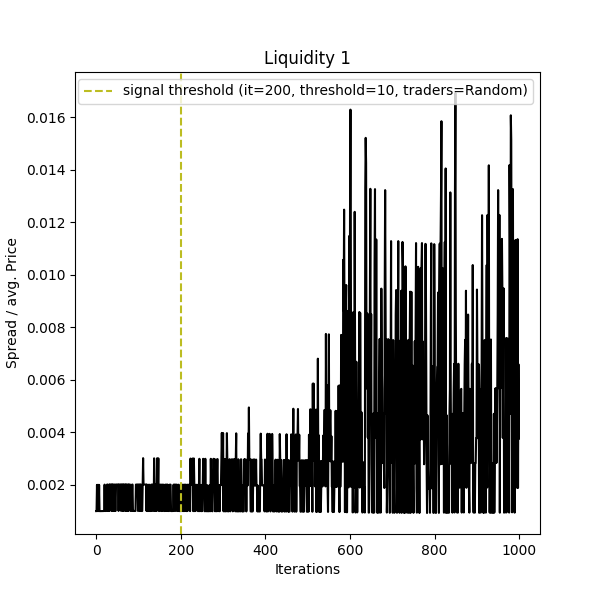 Liquidity 1
signal threshold (it=200, threshold=10, traders=Random)
Spread / avg. Price
0.016
0.014
0.012
0.010
0.008
0.006
0.004
0.002
0 200 400 600 800 1000
Iterations